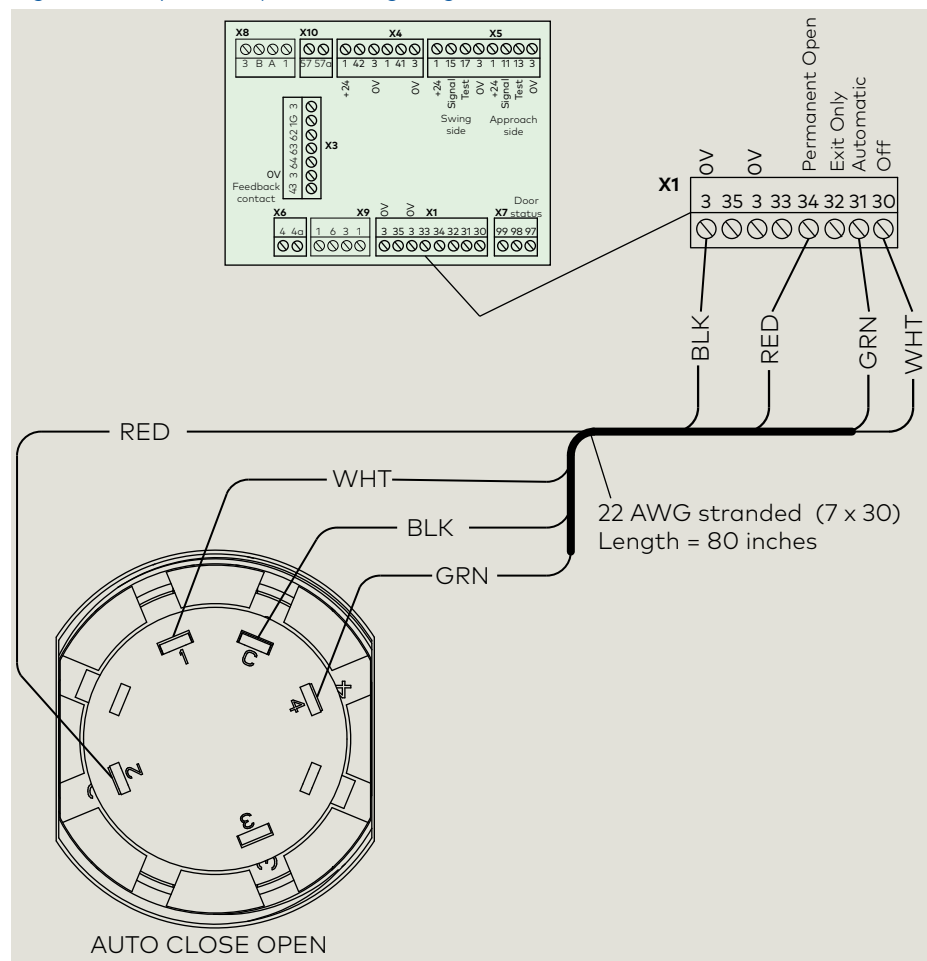 X8 X10 X4 X5
3 B A 1 57 57a 1 42 3 1 41 3 1 15 17 3 1 11 13 3
+24 0V 0V +24 Signal Test 0V +24 Signal Test 0V
Swing side
Approach side
43 3 64 63 62 1G 3
X3
0V
Feedback
contact
Door
status
X6 X9 0V 0V X1 X7
4 4a 1 6 3 1 3 35 3 33 34 32 31 30 99 98 97
0V 0V Permanent Open Exit Only Automatic Off
X1
3 35 3 33 34 32 31 30
BLK RED GRN WHT
RED
WHT
BLK
GRN
22 AWG stranded (7 x 30)
Length = 80 inches
1 C
4 4
2
3
AUTO CLOSE OPEN